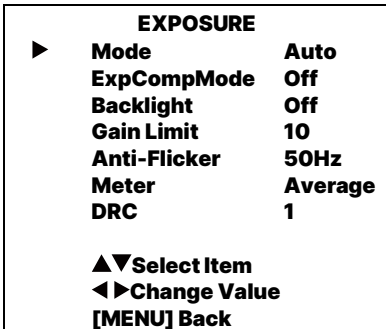 EXPOSURE
▶ Mode Auto
ExpCompMode Off
Backlight Off
Gain Limit 10
Anti-Flicker 50Hz
Meter Average
DRC 1
▲▼Select Item
◀ ▶Change Value
[MENU] Back